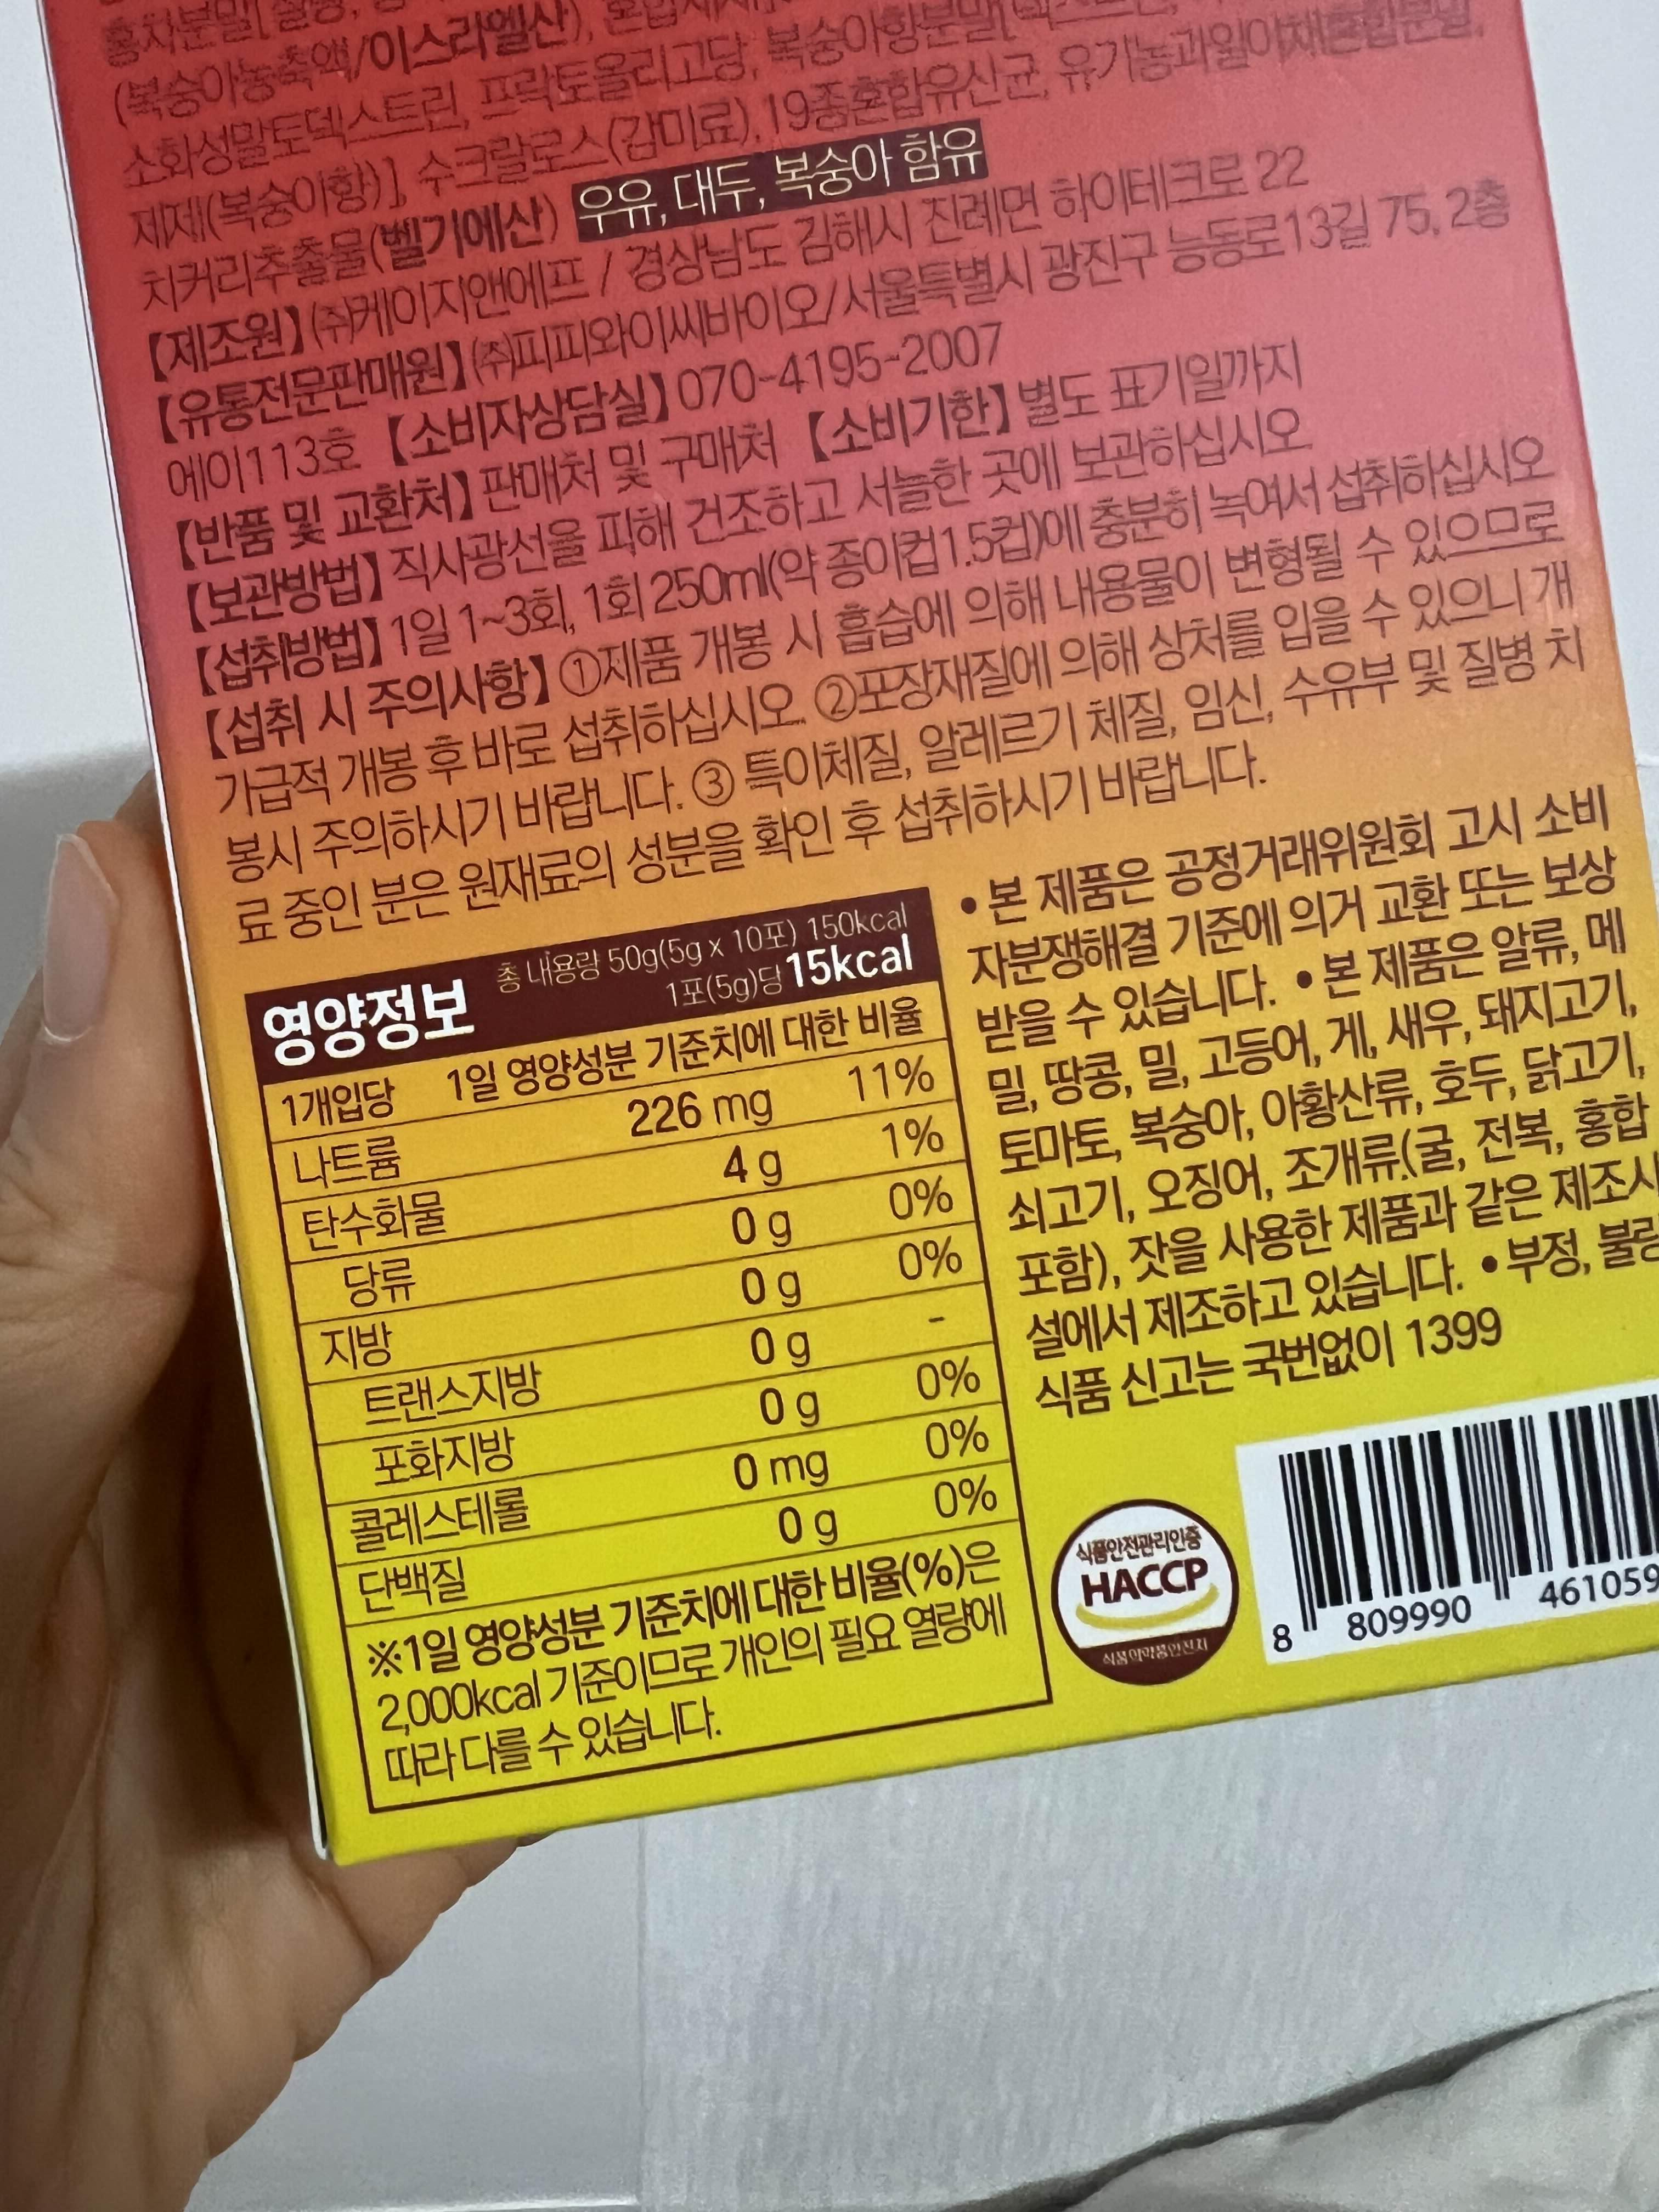 홍차분말
(복숭아농축액/이스라엘산), 혼합제제
소화성말토덱스트린, 프락토올리고당, 복숭아향분말
제제(복숭아향)], 수크랄로스(감미료), 19종혼합유산균, 유기농과일야채혼합분말,
치커리추출물(벨기에산) 우유, 대두, 복숭아 함유
【제조원】(주)케이지앤에프 / 경상남도 김해시 진례면 하이테크로 22
【유통전문판매원】(주)피피와이씨바이오/서울특별시 광진구 능동로13길 75, 2층
에이113호 【소비자상담실】070-4195-2007
【반품 및 교환처】판매처 및 구매처 【소비기한】별도 표기일까지
【보관방법】직사광선을 피해 건조하고 서늘한 곳에 보관하십시오
【섭취방법】1일 1~3회, 1회 250ml(약 종이컵1.5컵)에 충분히 녹여서 섭취하십시오
【섭취 시 주의사항】①제품 개봉 시 흡습에 의해 내용물이 변형될 수 있으므로
가급적 개봉 후 바로 섭취하십시오. ②포장재질에 의해 상처를 입을 수 있으니 개
봉시 주의하시기 바랍니다. ③ 특이체질, 알레르기 체질, 임신, 수유부 및 질병 치
료 중인 분은 원재료의 성분을 확인 후 섭취하시기 바랍니다.
영양정보
총 내용량 50g(5g x 10포) 150kcal
1포(5g)당 15kcal
1개입당 1일 영양성분 기준치에 대한 비율
나트륨 226 mg 11%
탄수화물 4 g 1%
당류 0 g 0%
지방 0 g 0%
트랜스지방 0 g -
포화지방 0 g 0%
콜레스테롤 0 mg 0%
단백질 0 g 0%
※1일 영양성분 기준치에 대한 비율(%)은
2,000kcal 기준이므로 개인의 필요 열량에
따라 다를 수 있습니다.
• 본 제품은 공정거래위원회 고시 소비
자분쟁해결 기준에 의거 교환 또는 보상
받을 수 있습니다. • 본 제품은 알류, 메
밀, 땅콩, 밀, 고등어, 게, 새우, 돼지고기,
토마토, 복숭아, 아황산류, 호두, 닭고기,
쇠고기, 오징어, 조개류(굴, 전복, 홍합
포함), 잣을 사용한 제품과 같은 제조시
설에서 제조하고 있습니다. • 부정, 불량
식품 신고는 국번없이 1399
식품안전관리인증
HACCP
식품의약품안전처
8 809990 461059